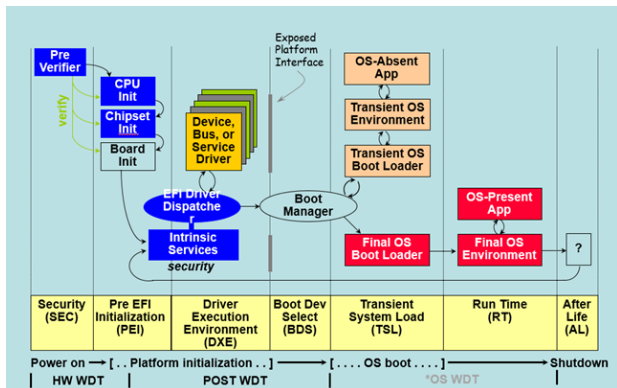 Exposed
Platform
Interface
Pre
Verifier
verify
CPU
Init
Chipset
Init
Board
Init
Device,
Bus, or
Service
Driver
EFI Driver
Dispatche
r
Intrinsic
Services
security
Boot
Manager
OS-Absent
App
Transient OS
Environment
Transient OS
Boot Loader
Final OS
Boot Loader
OS-Present
App
Final OS
Environment
?
Security
(SEC)
Pre EFI
Initialization
(PEI)
Driver
Execution
Environment
(DXE)
Boot Dev
Select
(BDS)
Transient
System Load
(TSL)
Run Time
(RT)
After
Life
(AL)
Power on → [ . . Platform initialization . . ] → [ . . . . OS boot . . . . ] → Shutdown
HW WDT POST WDT *OS WDT